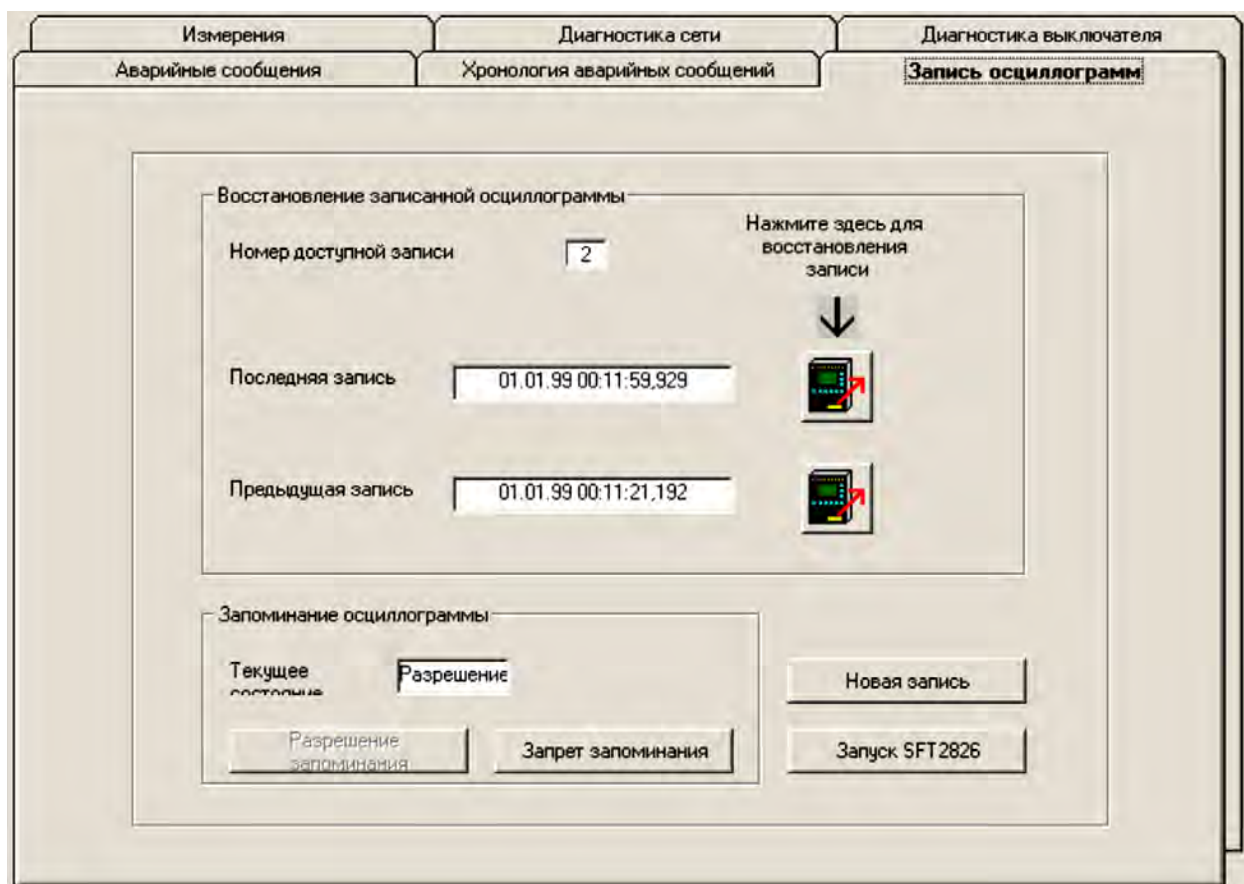 Измерения
Диагностика сети
Диагностика выключателя
Аварийные сообщения
Хронология аварийных сообщений
Запись осциллограмм
Восстановление записанной осциллограммы
Номер доступной записи
2
Нажмите здесь для
восстановления
записи
Последняя запись
01.01.99 00:11:59,929
Предыдущая запись
01.01.99 00:11:21,192
Запоминание осциллограммы
Текущее
состояние
Разрешение
Новая запись
Разрешение
запоминания
Запрет запоминания
Запуск SFT2826